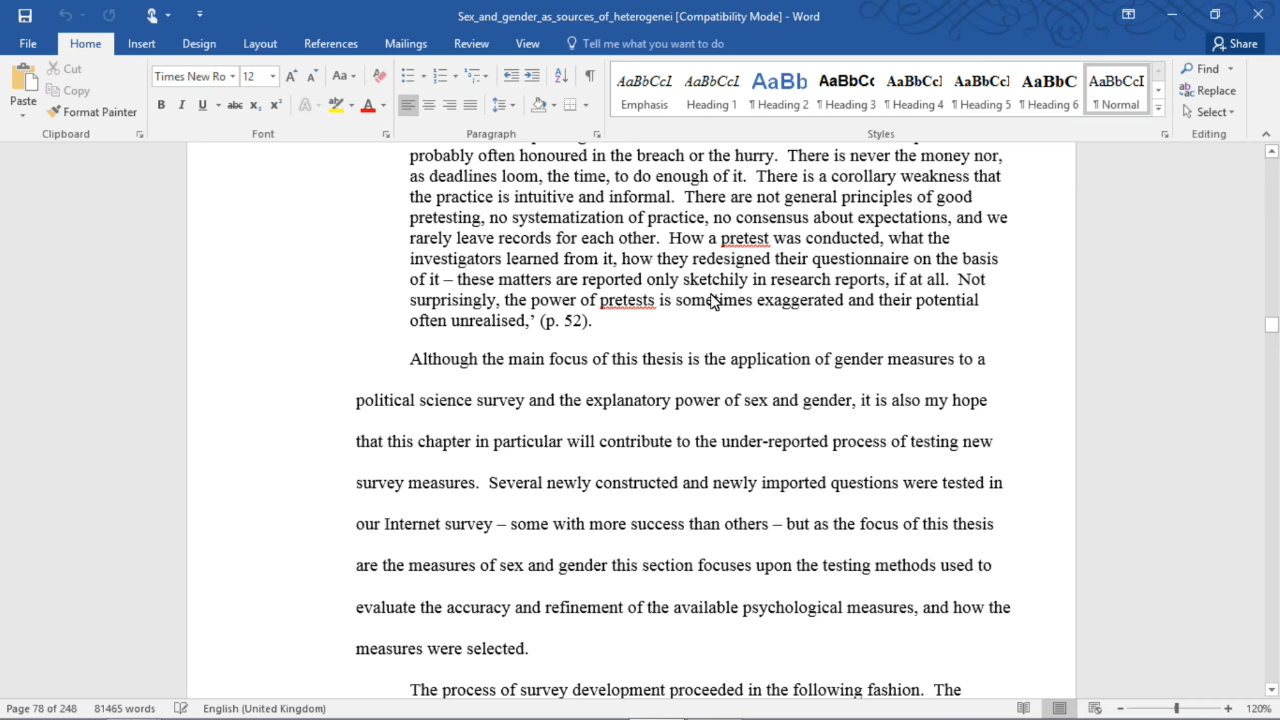 Sex_and_gender_as_sources_of_heterogenei [Compatibility Mode] - Word
File Home Insert Design Layout References Mailings Review View Tell me what you want to do Share
Cut
Copy
Format Painter
Paste
Clipboard
Times New Ro 12
Font
Paragraph
AaBbCcI AaBbCcL AaBb AaBbCc AaBbCcI AaBbCcI AaBbC AaBbCcI
Emphasis Heading 1 ¶ Heading 2 ¶ Heading 3 ¶ Heading 4 ¶ Heading 5 ¶ Heading 6 ¶ Normal
Styles
Find
Replace
Select
Editing
probably often honoured in the breach or the hurry. There is never the money nor,
as deadlines loom, the time, to do enough of it. There is a corollary weakness that
the practice is intuitive and informal. There are not general principles of good
pretesting, no systematization of practice, no consensus about expectations, and we
rarely leave records for each other. How a pretest was conducted, what the
investigators learned from it, how they redesigned their questionnaire on the basis
of it – these matters are reported only sketchily in research reports, if at all. Not
surprisingly, the power of pretests is sometimes exaggerated and their potential
often unrealised,’ (p. 52).
Although the main focus of this thesis is the application of gender measures to a
political science survey and the explanatory power of sex and gender, it is also my hope
that this chapter in particular will contribute to the under-reported process of testing new
survey measures. Several newly constructed and newly imported questions were tested in
our Internet survey – some with more success than others – but as the focus of this thesis
are the measures of sex and gender this section focuses upon the testing methods used to
evaluate the accuracy and refinement of the available psychological measures, and how the
measures were selected.
The process of survey development proceeded in the following fashion. The
Page 78 of 248 81465 words English (United Kingdom) 120%